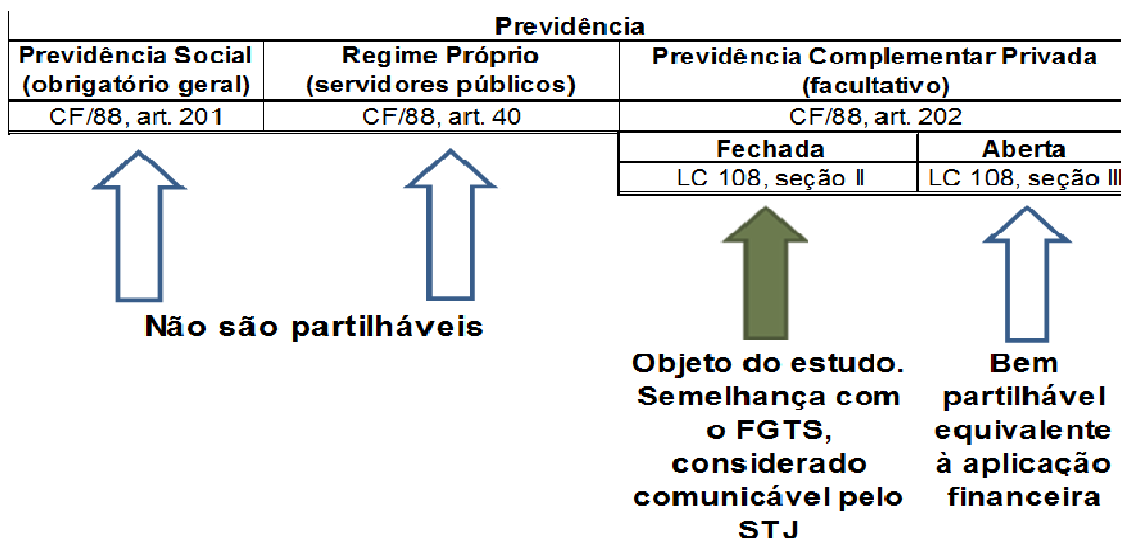 Previdência
Previdência Social
(obrigatório geral)
Regime Próprio
(servidores públicos)
Previdência Complementar Privada
(facultativo)
CF/88, art. 201
CF/88, art. 40
CF/88, art. 202
Fechada
Aberta
LC 108, seção II
LC 108, seção III
Não são partilháveis
Objeto do estudo.
Semelhança com
o FGTS,
considerado
comunicável pelo
STJ
Bem
partilhável
equivalente
à aplicação
financeira